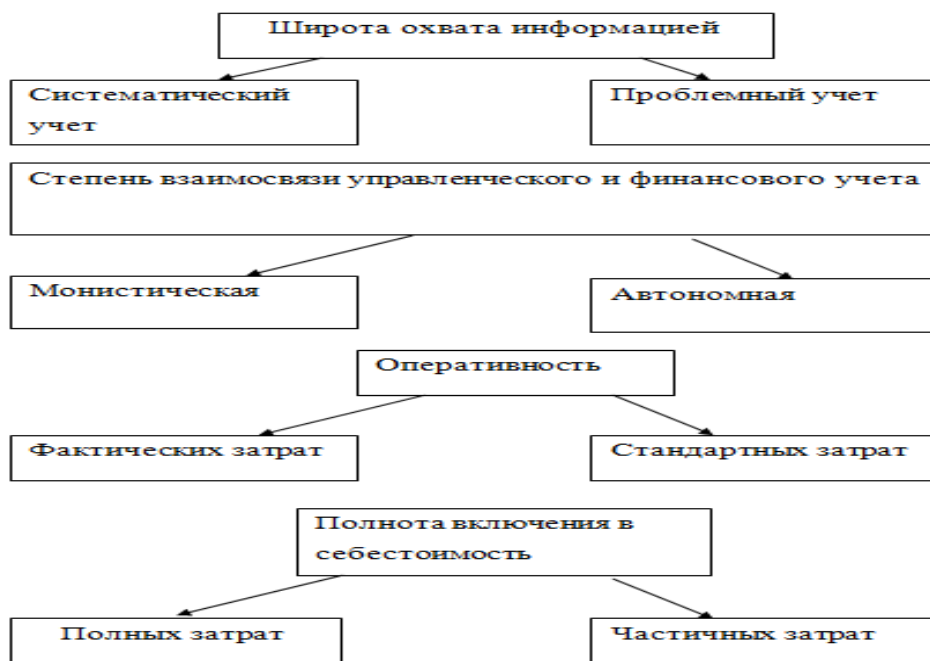 Широта охвата информацией
Систематический
учет
Проблемный учет
Степень взаимосвязи управленческого и финансового учета
Монистическая
Автономная
Оперативность
Фактических затрат
Стандартных затрат
Полнота включения в
себестоимость
Полных затрат
Частичных затрат